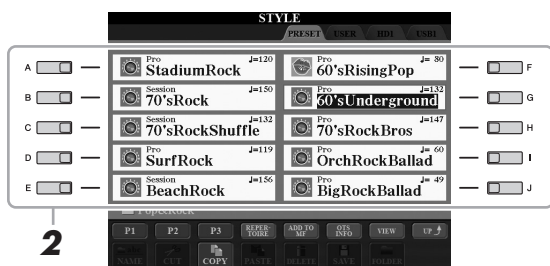 STYLE
PRESET USER HD1 USB1
A Pro ♩=120 StadiumRock
Pro ♩= 80 60'sRisingPop F
B Session ♩=150 70'sRock
Pro ♩=132 60'sUnderground G
C Session ♩=132 70'sRockShuffle
Pro ♩=147 70'sRockBros H
D Pro ♩=119 SurfRock
Pro ♩= 60 OrchRockBallad I
E Session ♩=156 BeachRock
Pro ♩= 49 BigRockBallad J
2
Pop&Rock
P1 P2 P3 REPER-TOIRE ADD TO MF OTS INFO VIEW UP
NAME CUT COPY PASTE DELETE SAVE FOLDER